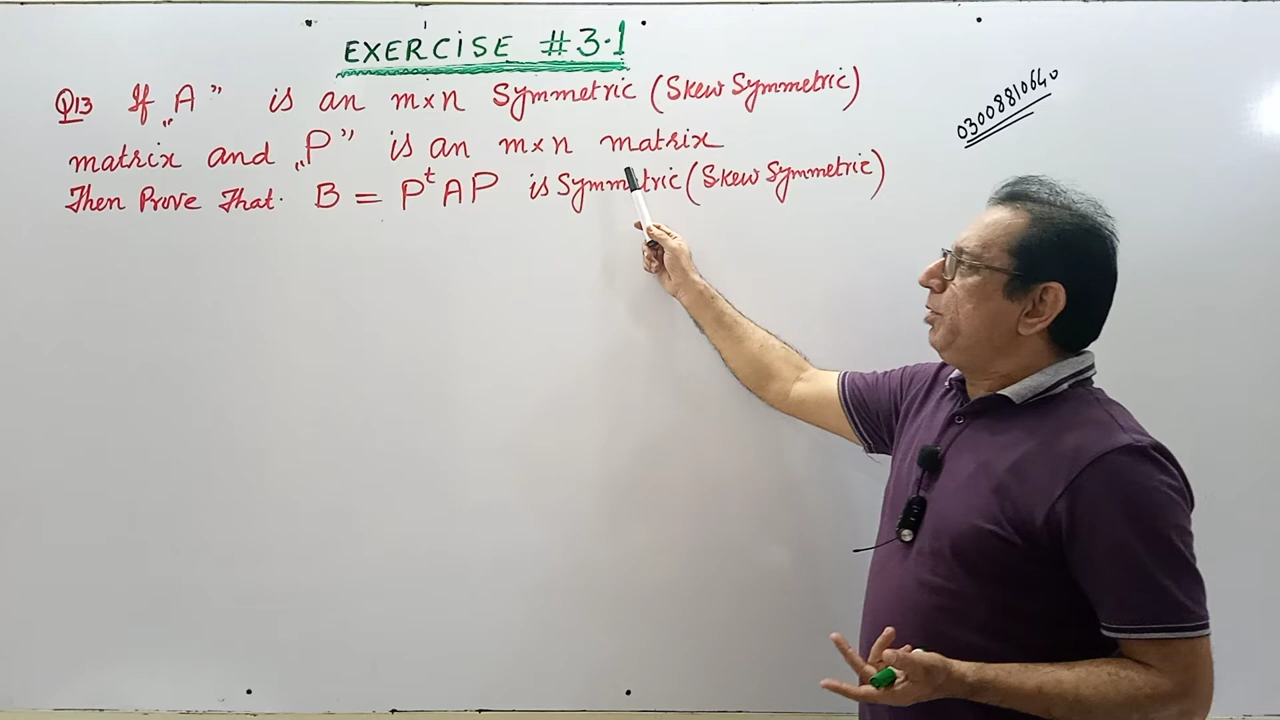 EXERCISE #3.1
Q13 If „A” is an m×n Symmetric (Skew Symmetric)
matrix and „P” is an m×n matrix
Then Prove That. B = PᵗAP is Symmetric (Skew Symmetric)
03008810640